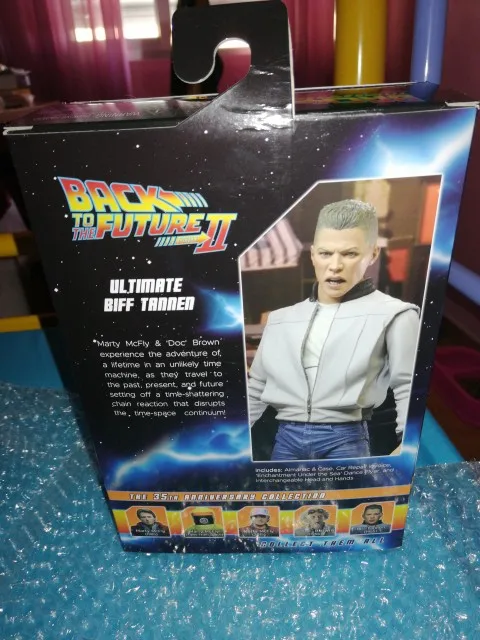 BACK
TO THE FUTURE II
ULTIMATE
BIFF TANNEN
"Marty McFly & 'Doc' Brown
experience the adventure of
a lifetime in an unlikely time
machine, as they travel to
the past, present, and future
setting off a time-shattering
chain reaction that disrupts
the time-space continuum!
Includes: Almanac & Case, Car Repair Invoice,
'Enchantment Under the Sea' Dance Flyer, and
Interchangeable Head and Hands
THE 35TH ANNIVERSARY COLLECTION
COLLECT THEM ALL